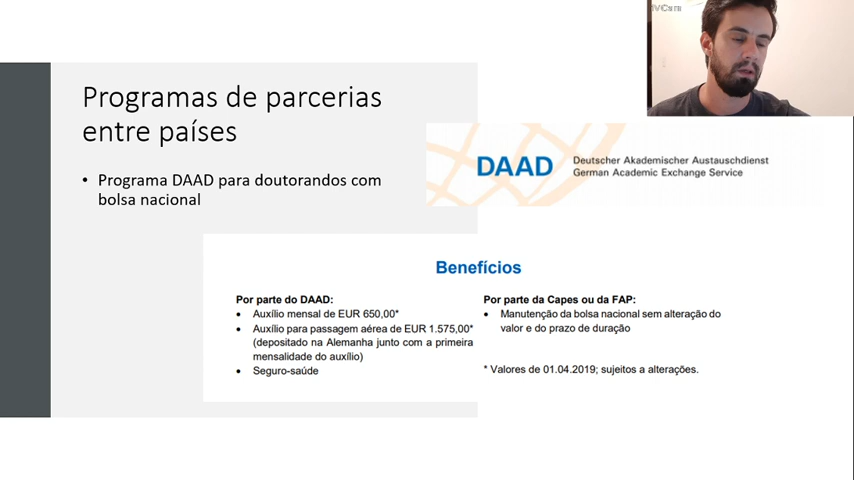 Programas de parcerias
entre países
• Programa DAAD para doutorandos com
bolsa nacional
DAAD
Deutscher Akademischer Austauschdienst
German Academic Exchange Service
Benefícios
Por parte do DAAD:
• Auxílio mensal de EUR 650,00*
• Auxílio para passagem aérea de EUR 1.575,00*
(depositado na Alemanha junto com a primeira
mensalidade do auxílio)
• Seguro-saúde
Por parte da Capes ou da FAP:
• Manutenção da bolsa nacional sem alteração do
valor e do prazo de duração
* Valores de 01.04.2019; sujeitos a alterações.